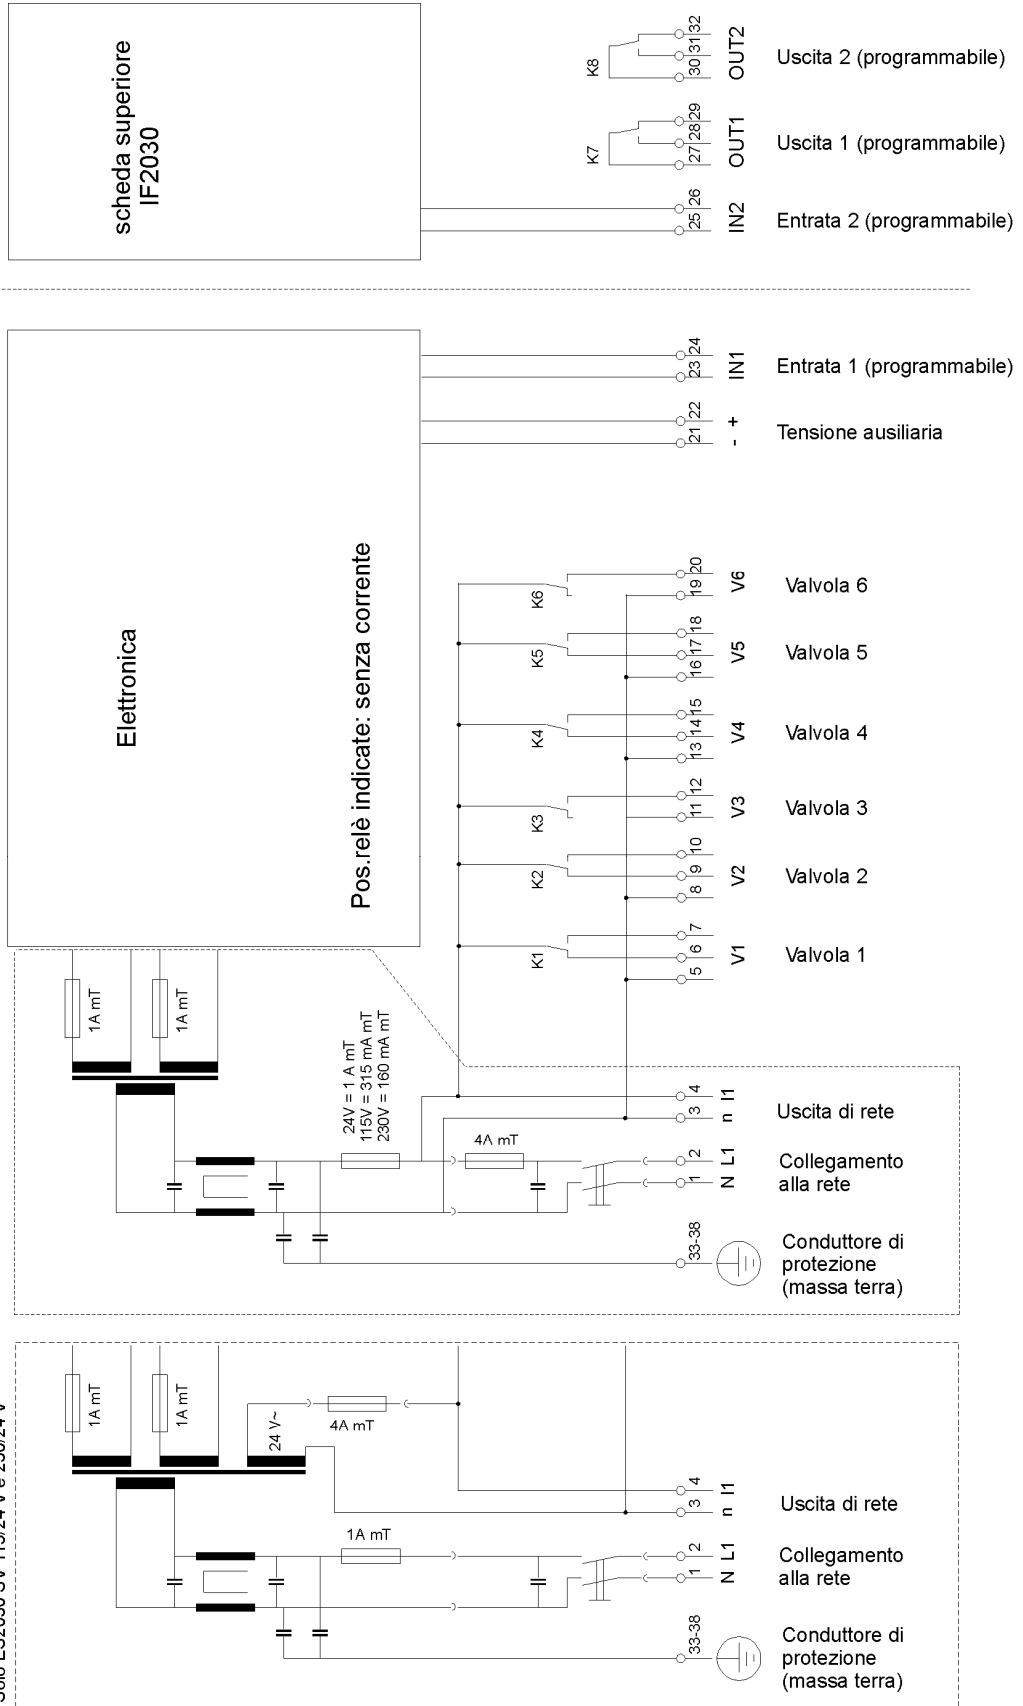 scheda superiore
IF2030
K8
30 31 32
OUT2
Uscita 2 (programmabile)
K7
27 28 29
OUT1
Uscita 1 (programmabile)
25 26
IN2
Entrata 2 (programmabile)
Elettronica
Pos.relè indicate: senza corrente
23 24
IN1
Entrata 1 (programmabile)
21 22
- +
Tensione ausiliaria
K6
19 20
V6
Valvola 6
K5
16 17 18
V5
Valvola 5
K4
13 14 15
V4
Valvola 4
K3
11 12
V3
Valvola 3
K2
8 9 10
V2
Valvola 2
K1
5 6 7
V1
Valvola 1
1A mT
1A mT
24V = 1 A mT
115V = 315 mA mT
230V = 160 mA mT
4A mT
3 4
n l1
Uscita di rete
1 2
N L1
Collegamento
alla rete
33-38
Conduttore di
protezione
(massa terra)
1A mT
1A mT
24 V~
4A mT
1A mT
3 4
n l1
Uscita di rete
1 2
N L1
Collegamento
alla rete
33-38
Conduttore di
protezione
(massa terra)